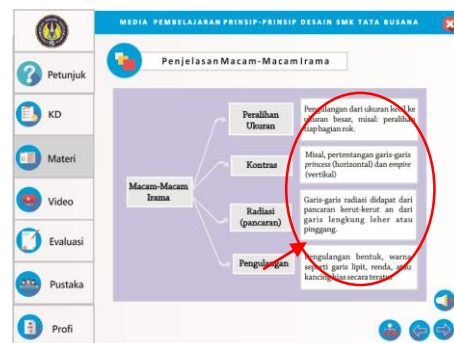 MEDIA PEMBELAJARAN PRINSIP-PRINSIP DESAIN SMK TATA BUSANA
Penjelasan Macam-Macam Irama
Petunjuk
KD
Materi
Video
Evaluasi
Pustaka
Profi
Macam-Macam
Irama
Peralihan
Ukuran
Pengulangan dari ukuran kecil ke
ukuran besar, misal: peralihan
tiap bagian rok.
Kontras
Misal, pertentangan garis-garis
princess (horizontal) dan empire
(vertikal)
Radiasi
(pancaran)
Garis-garis radiasi didapat dari
pancaran kerut-kerut an dari
garis lengkung leher atau
pinggang.
Pengulangan
Pengulangan bentuk, warna
seperti garis lipit, renda, atau
kancing hias secara teratur